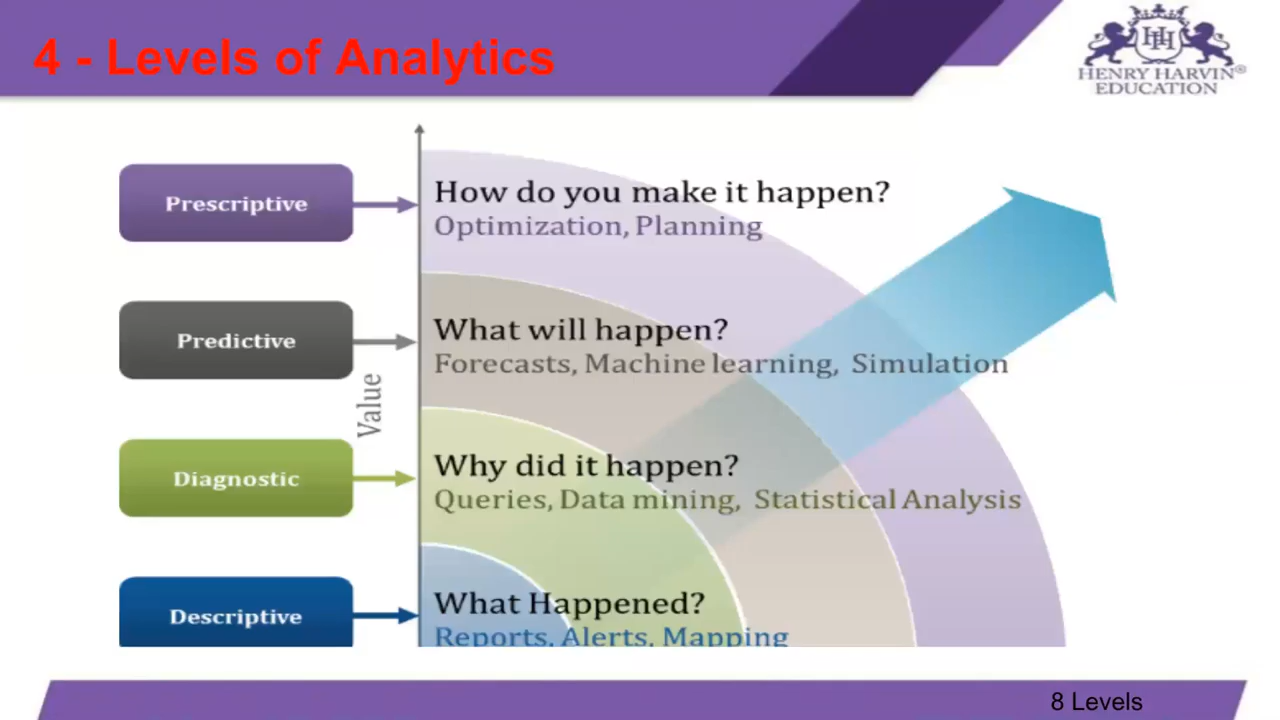 4 - Levels of Analytics
HENRY HARVIN®
EDUCATION
Prescriptive
How do you make it happen?
Optimization, Planning
Predictive
What will happen?
Forecasts, Machine learning, Simulation
Value
Diagnostic
Why did it happen?
Queries, Data mining, Statistical Analysis
Descriptive
What Happened?
Reports, Alerts, Mapping
8 Levels